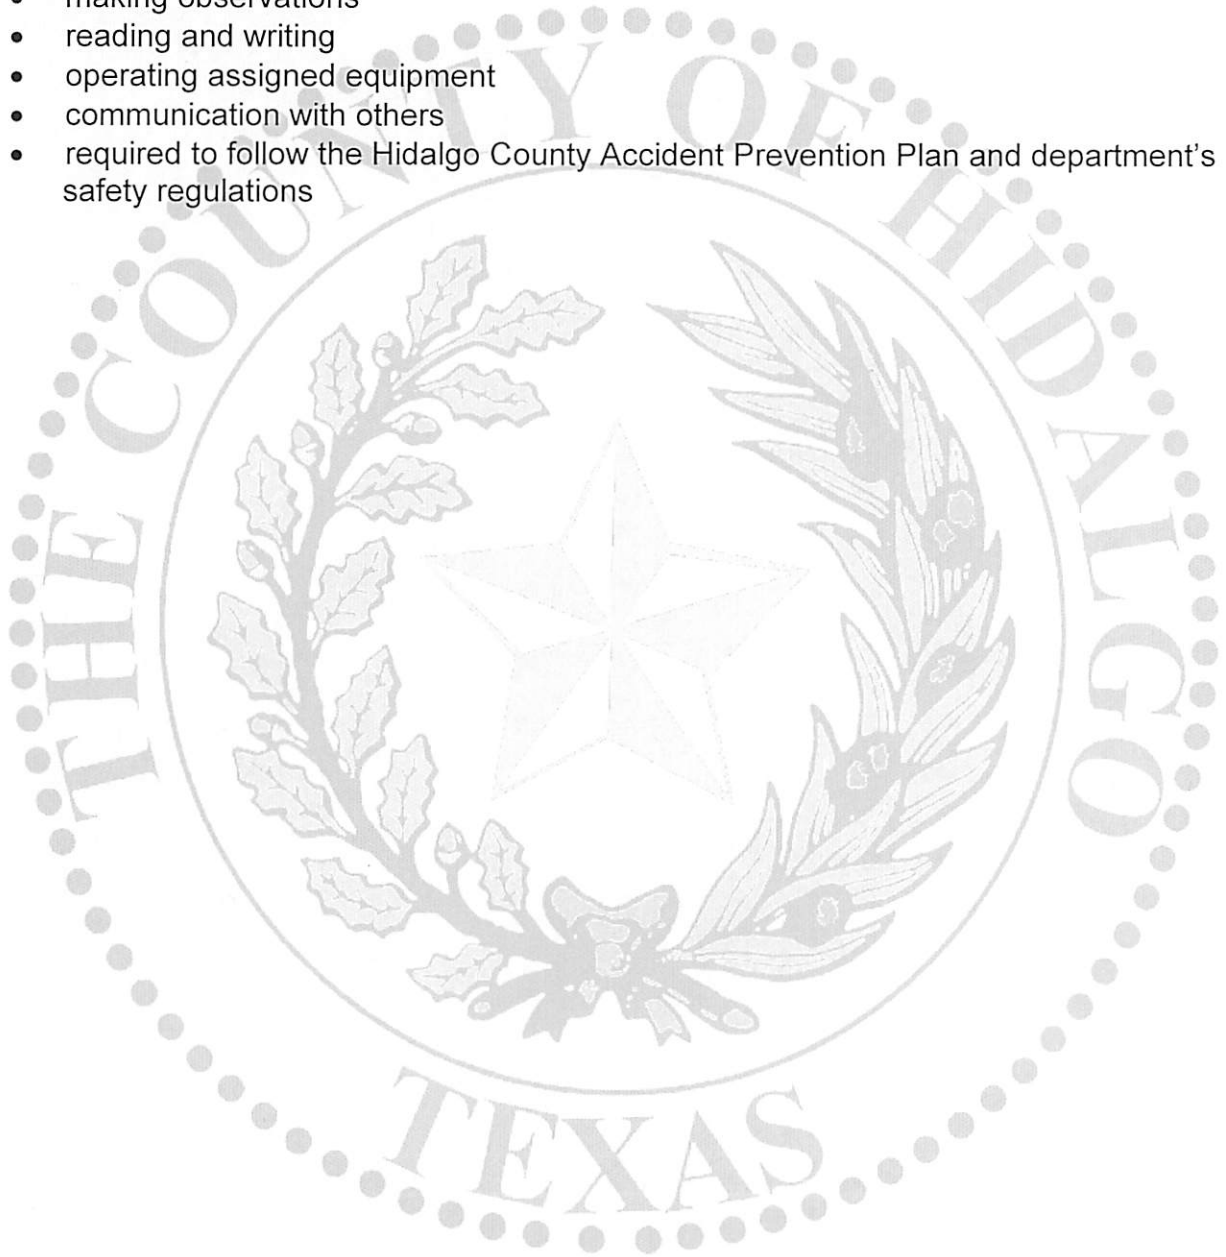 • making observations
• reading and writing
• operating assigned equipment
• communication with others
• required to follow the Hidalgo County Accident Prevention Plan and department's
safety regulations
THE COUNTY OF HIDALGO
TEXAS